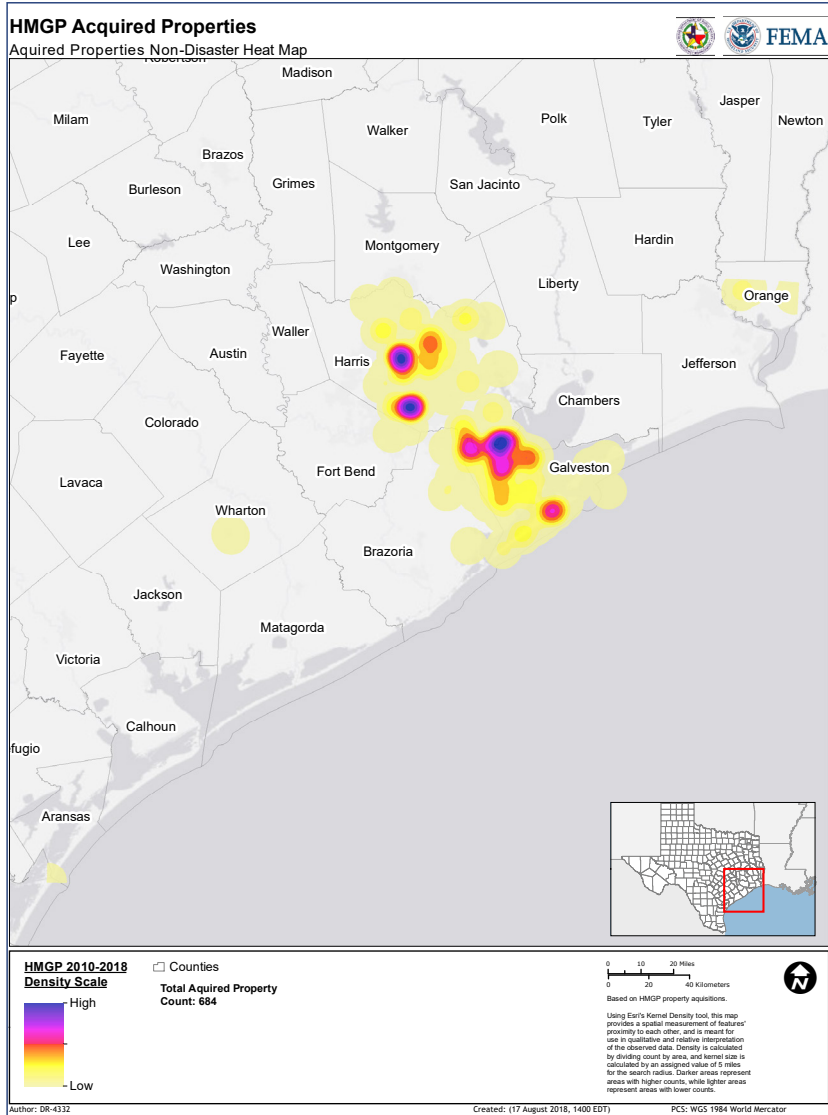 HMGP Acquired Properties
Aquired Properties Non-Disaster Heat Map
FEMA
Robertson
Madison
Milam
Brazos
Walker
Polk
Tyler
Jasper
Newton
Burleson
Grimes
San Jacinto
Lee
Washington
Montgomery
Hardin
Liberty
Orange
p
Waller
Fayette
Austin
Harris
Jefferson
Colorado
Chambers
Fort Bend
Galveston
Lavaca
Wharton
Brazoria
Jackson
Matagorda
Victoria
Calhoun
efugio
Aransas
HMGP 2010-2018
Density Scale
High
Low
Counties
Total Aquired Property
Count: 684
0 10 20 Miles
0 20 40 Kilometers
Based on HMGP property aquisitions.
Using Esri's Kernel Density tool, this map
provides a spatial measurement of features'
proximity to each other, and is meant for
use in qualitative and relative interpretation
of the observed data. Density is calculated
by dividing count by area, and kernel size is
calculated by an assigned value of 5 miles
for the search radius. Darker areas represent
areas with higher counts, while lighter areas
represent areas with lower counts.
N
Author: DR-4332
Created: (17 August 2018, 1400 EDT)
PCS: WGS 1984 World Mercator